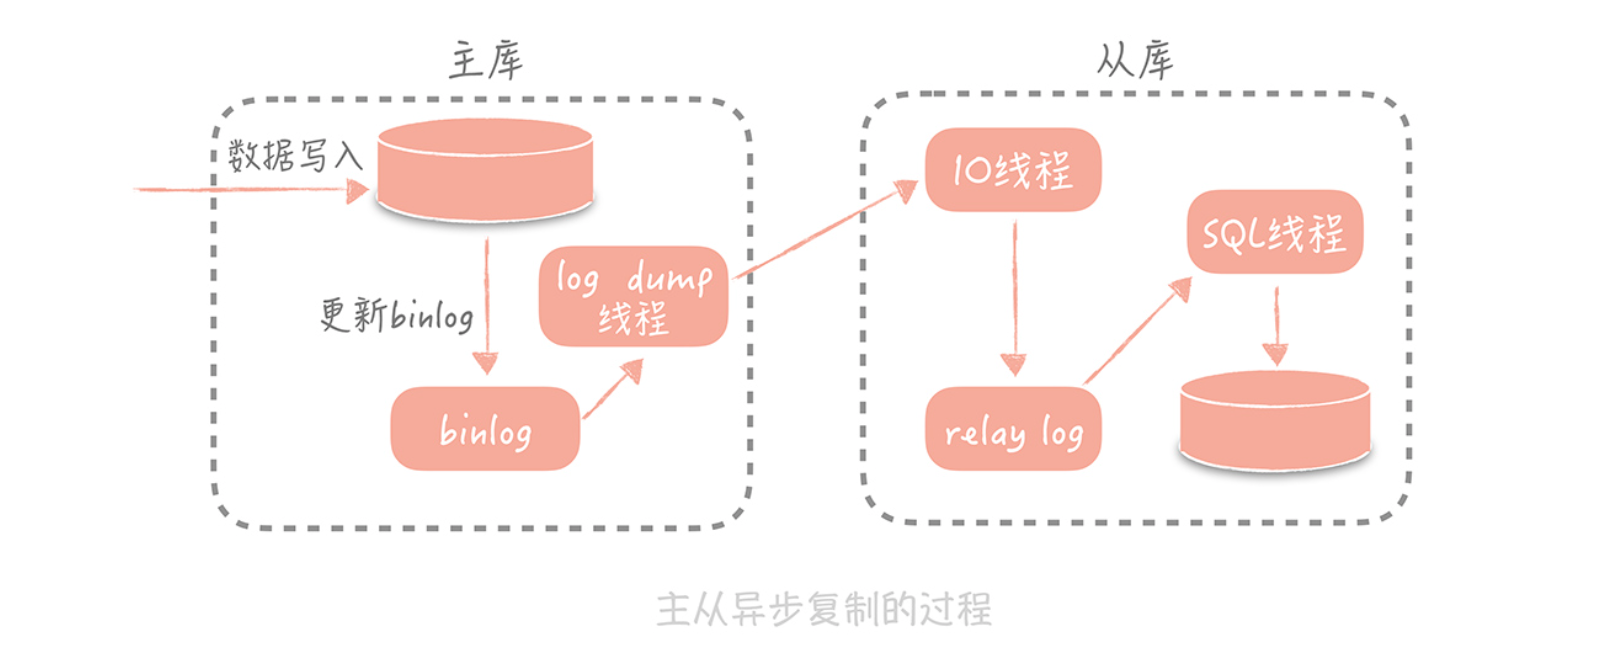 主库
从库
数据写入
IO线程
SQL线程
log dump
线程
更新binlog
binlog
relay log
主从异步复制的过程